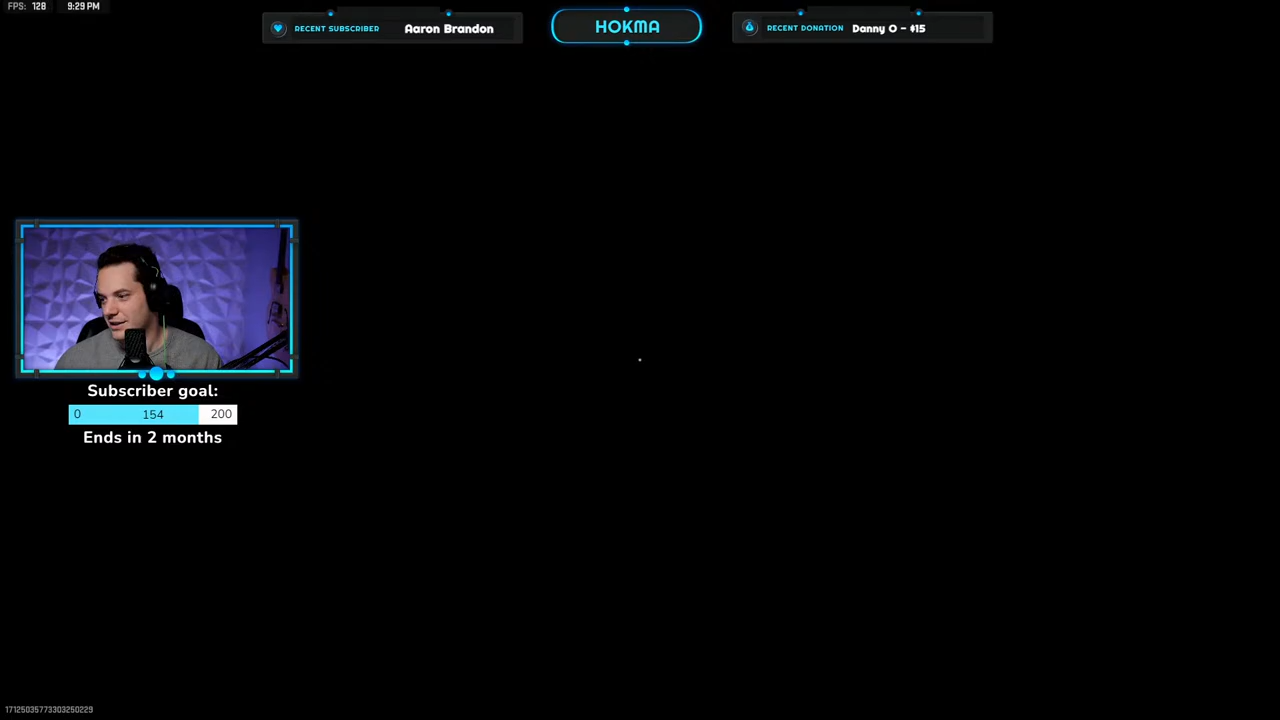 FPS: 128 9:29 PM
RECENT SUBSCRIBER Aaron Brandon
HOKMA
RECENT DONATION Danny O - $15
Subscriber goal:
0 154 200
Ends in 2 months
17125035773303250229